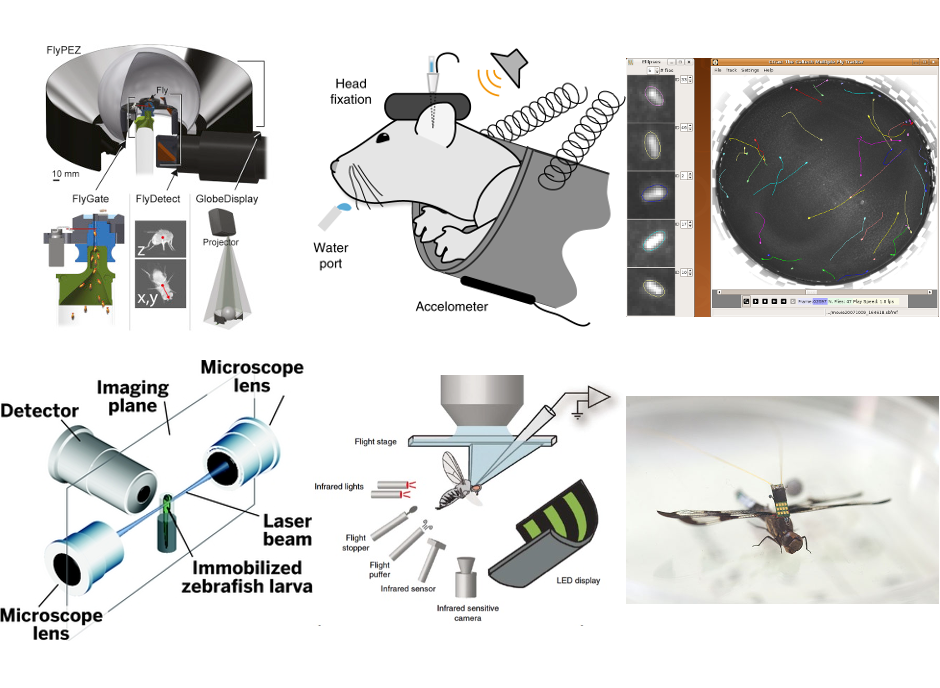 FlyPEZ
Fly
10 mm
FlyGate
FlyDetect
GlobeDisplay
Projector
z
x,y
Head
fixation
Water
port
Accelometer
Ellipses
File Track Settings Help
Microscope
lens
Imaging
plane
Detector
Laser
beam
Immobilized
zebrafish larva
Microscope
lens
Flight stage
Infrared lights
Flight
stopper
Flight
puffer
Infrared sensor
Infrared sensitive
camera
LED display